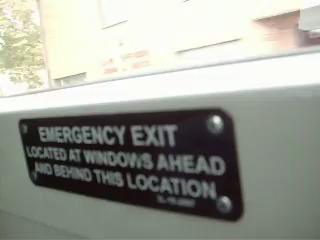 EMERGENCY EXIT
LOCATED AT WINDOWS AHEAD
AND BEHIND THIS LOCATION